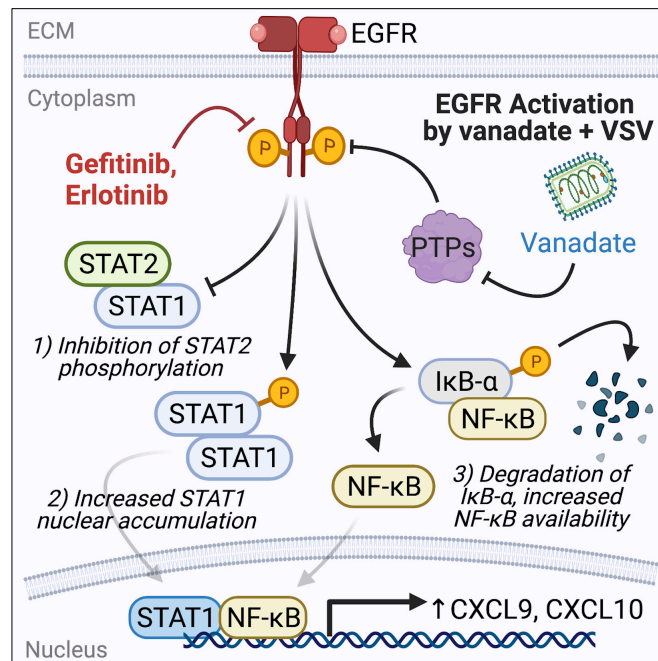 ECM
EGFR
Cytoplasm
EGFR Activation
by vanadate + VSV
P
P
Gefitinib,
Erlotinib
PTPs
Vanadate
STAT2
STAT1
1) Inhibition of STAT2
phosphorylation
P
IκB-α
NF-κB
P
STAT1
STAT1
NF-κB
2) Increased STAT1
nuclear accumulation
3) Degradation of
IκB-α, increased
NF-κB availability
STAT1
NF-κB
↑CXCL9, CXCL10
Nucleus